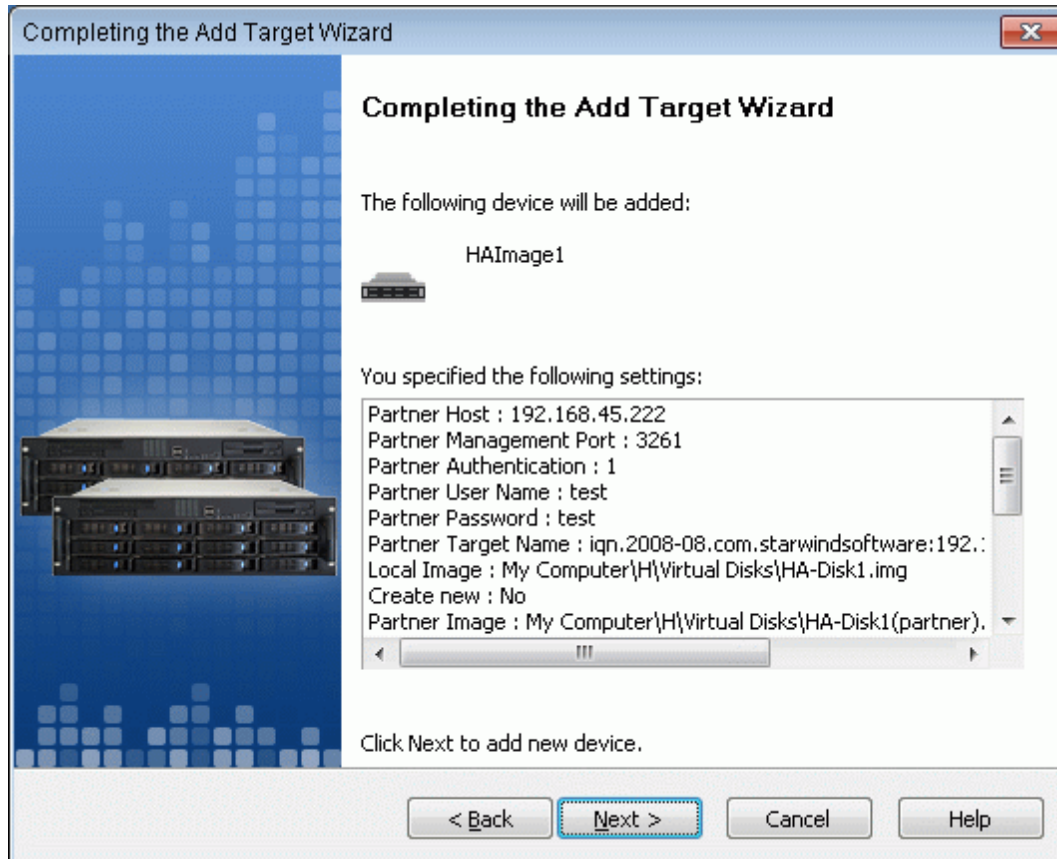 Completing the Add Target Wizard
Completing the Add Target Wizard
The following device will be added:
HAImage1
You specified the following settings:
Partner Host : 192.168.45.222
Partner Management Port : 3261
Partner Authentication : 1
Partner User Name : test
Partner Password : test
Partner Target Name : iqn.2008-08.com.starwindsoftware:192.
Local Image : My Computer\H\Virtual Disks\HA-Disk1.img
Create new : No
Partner Image : My Computer\H\Virtual Disks\HA-Disk1(partner).
Click Next to add new device.
< Back Next > Cancel Help